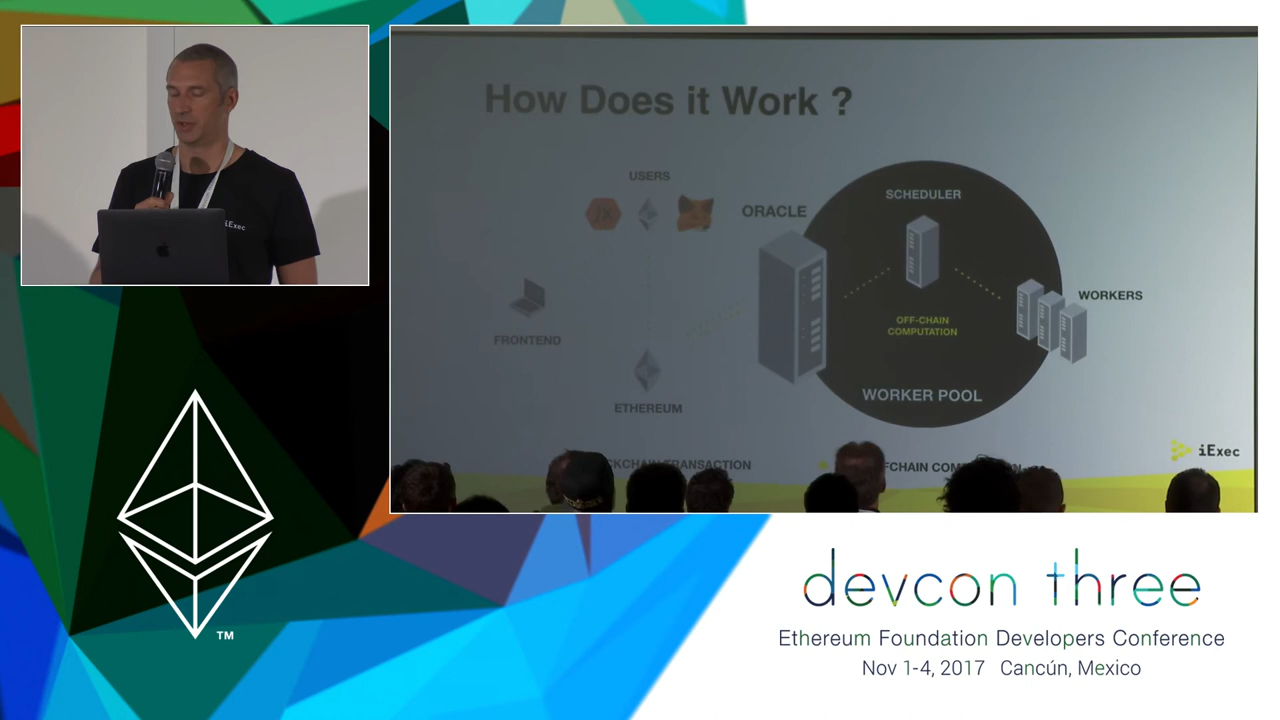 iExec
How Does it Work ?
USERS
ORACLE
SCHEDULER
WORKERS
OFF-CHAIN
COMPUTATION
FRONTEND
ETHEREUM
WORKER POOL
TRANSACTION
iExec
TM
devcon three
Ethereum Foundation Developers Conference
Nov 1-4, 2017 Cancún, Mexico